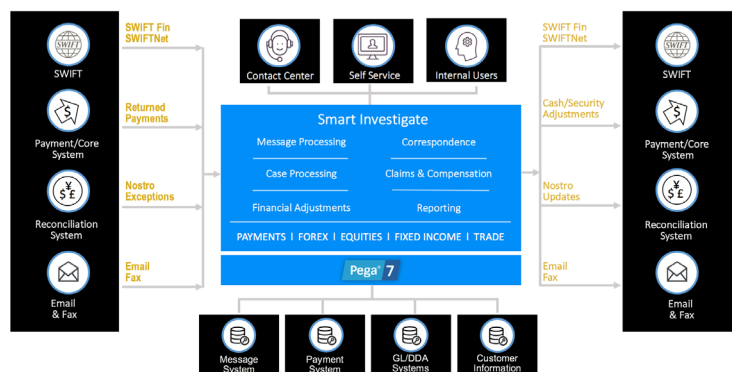 SWIFT
SWIFT
Payment/Core
System
¥
$ £
Reconciliation
System
Email
& Fax
SWIFT Fin
SWIFTNet
Returned
Payments
Nostro
Exceptions
Email
Fax
Contact Center
Self Service
Internal Users
Smart Investigate
Message Processing
Correspondence
Case Processing
Claims & Compensation
Financial Adjustments
Reporting
PAYMENTS I FOREX I EQUITIES I FIXED INCOME I TRADE
Pega 7
Message
System
Payment
System
GL/DDA
Systems
Customer
Information
SWIFT Fin
SWIFTNet
Cash/Security
Adjustments
Nostro
Updates
Email
Fax
SWIFT
SWIFT
$
Payment/Core
System
¥
$ £
Reconciliation
System
Email
& Fax